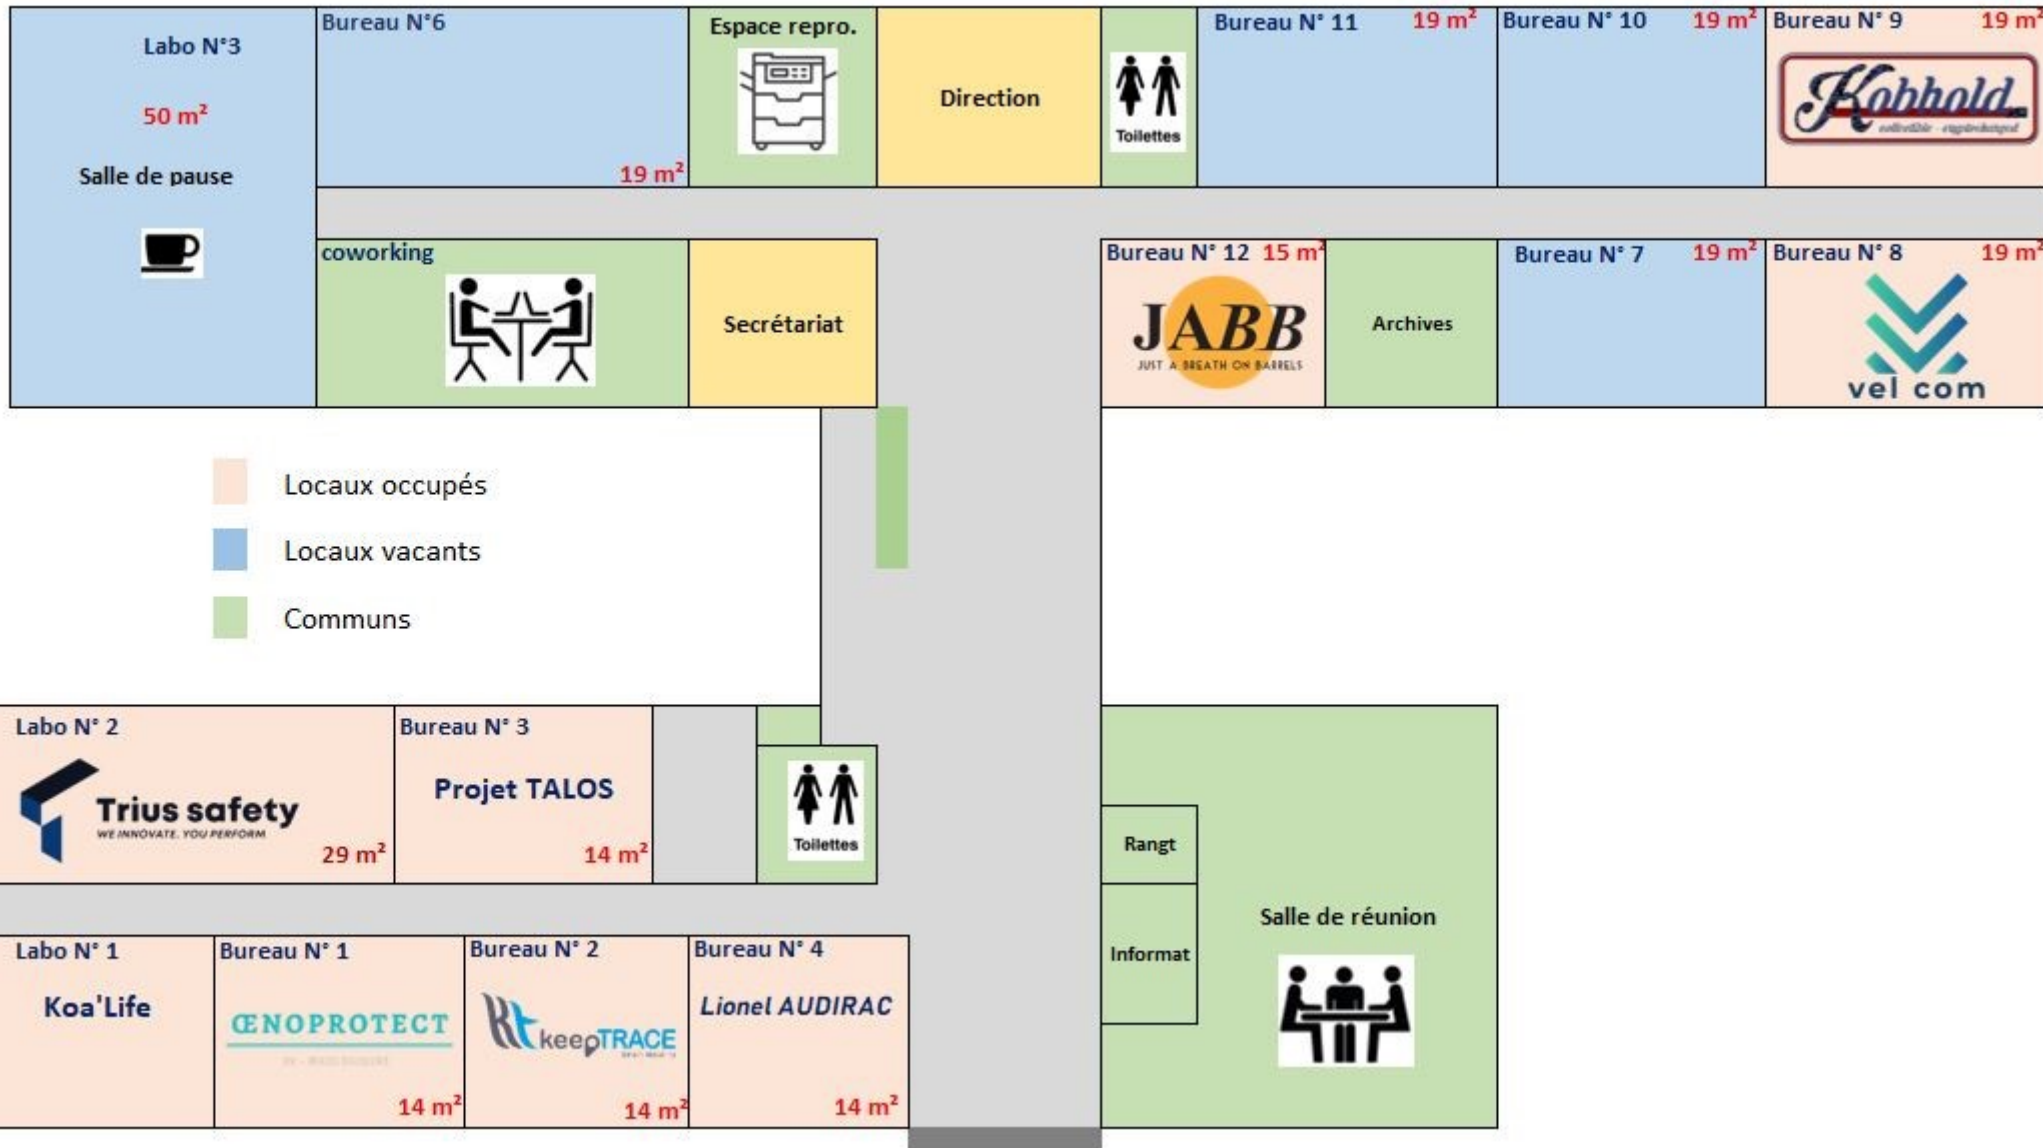 Labo N°3
50 m²
Salle de pause
Bureau N°6
19 m²
Espace repro.
Direction
Toilettes
Bureau N° 11
19 m²
Bureau N° 10
19 m²
Bureau N° 9
19 m²
Kobhold
coworking
Secrétariat
Bureau N° 12
15 m²
JABB
JUST A BREATH ON BARRELS
Archives
Bureau N° 7
19 m²
Bureau N° 8
19 m²
vel com
Locaux occupés
Locaux vacants
Communs
Labo N° 2
Trius safety
WE INNOVATE. YOU PERFORM
29 m²
Bureau N° 3
Projet TALOS
14 m²
Toilettes
Rangt
Informat
Salle de réunion
Labo N° 1
Koa'Life
Bureau N° 1
ŒNOPROTECT
14 m²
Bureau N° 2
keepTRACE
14 m²
Bureau N° 4
Lionel AUDIRAC
14 m²